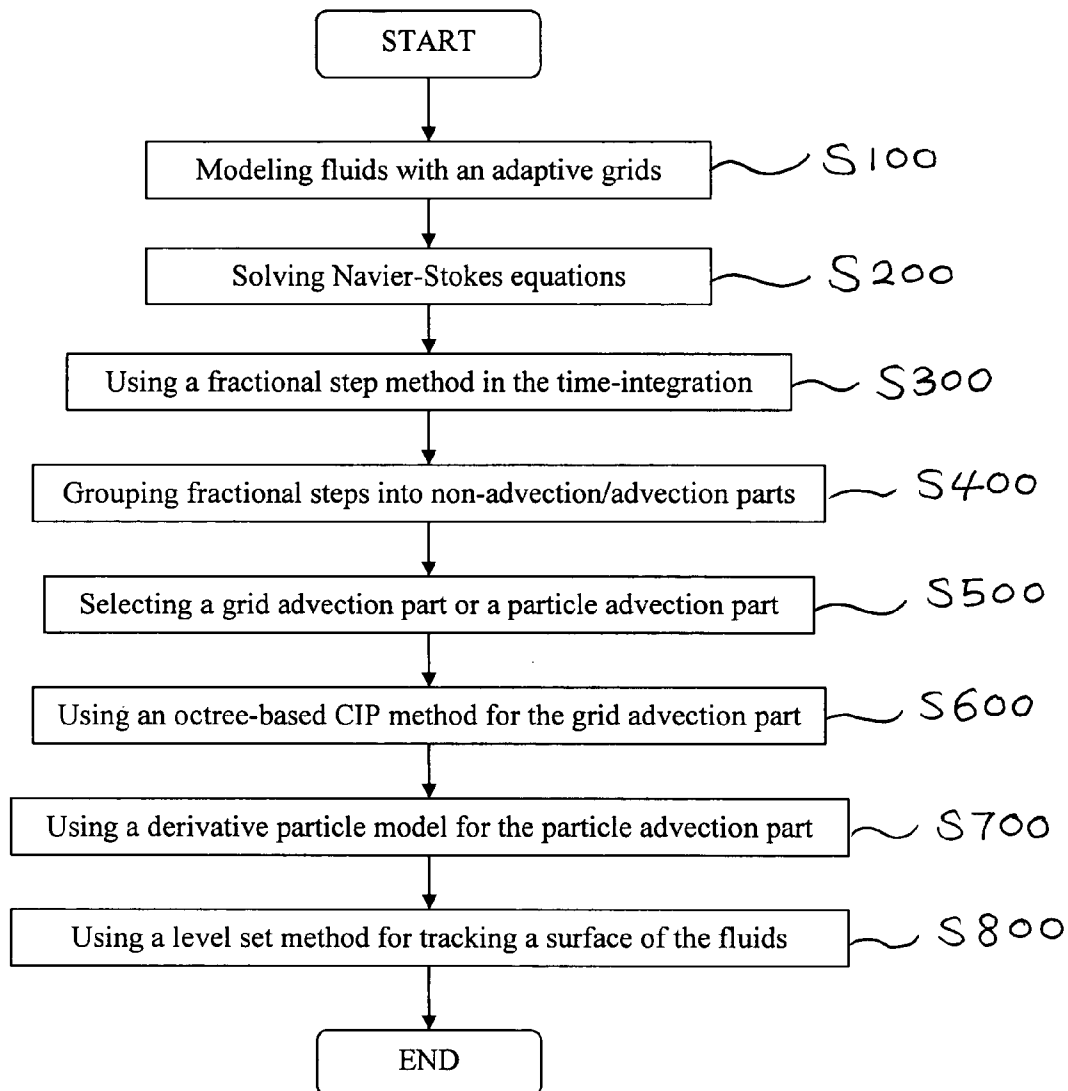 START
Modeling fluids with an adaptive grids
S100
Solving Navier-Stokes equations
S200
Using a fractional step method in the time-integration
S300
Grouping fractional steps into non-advection/advection parts
S400
Selecting a grid advection part or a particle advection part
S500
Using an octree-based CIP method for the grid advection part
S600
Using a derivative particle model for the particle advection part
S700
Using a level set method for tracking a surface of the fluids
S800
END